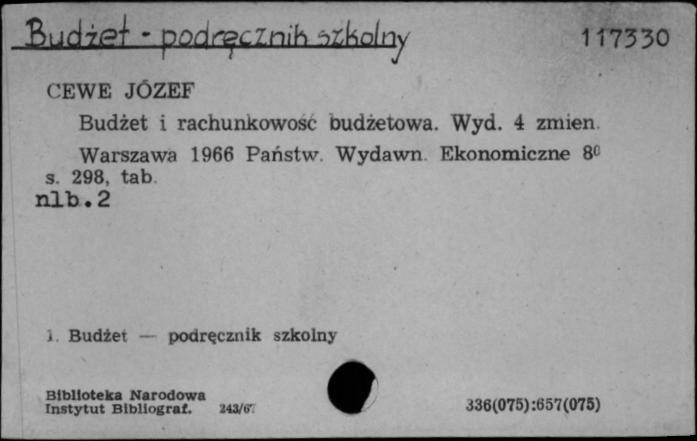 Budżet - podręcznik szkolny 117330
CEWE JÓZEF
Budżet i rachunkowość budżetowa. Wyd. 4 zmien.
Warszawa 1966 Państw. Wydawn. Ekonomiczne 8⁰
s. 298, tab.
nlb.2
1. Budżet — podręcznik szkolny
Biblioteka Narodowa
Instytut Bibliograf. 243/67
336(075):657(075)